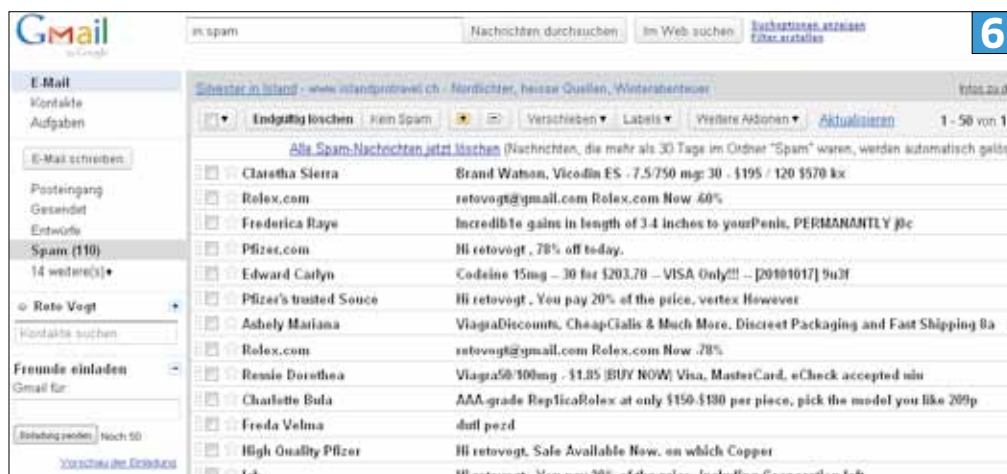 Gmail
by Google
in:spam
Nachrichten durchsuchen
Im Web suchen
Suchoptionen anzeigen
Filter erstellen
6
E-Mail
Kontakte
Aufgaben
E-Mail schreiben
Posteingang
Gesendet
Entwürfe
Spam (110)
14 weitere(s)▾
Reto Vogt
Kontakte suchen
Freunde einladen
Gmail für:
Einladung senden Noch 50
Vorschau der Einladung
Silvester in Island - www.islandprotravel.ch - Nordlichter, heisse Quellen, Winterabenteuer
Infos zu d
Endgültig löschen Kein Spam Verschieben ▾ Labels ▾ Weitere Aktionen ▾ Aktualisieren 1 - 50 von 1
Alle Spam-Nachrichten jetzt löschen (Nachrichten, die mehr als 30 Tage im Ordner "Spam" waren, werden automatisch gelös
Claretha Sierra Brand Watson, Vicodin ES - 7.5/750 mg: 30 - $195 / 120 $570 kx
Rolex.com retovogt@gmail.com Rolex.com Now -60%
Frederica Raye Incredib1e gains in length of 3-4 inches to yourPenis, PERMANANTLY j0c
Pfizer.com Hi retovogt , 78% off today.
Edward Carlyn Codeine 15mg -- 30 for $203.70 -- VISA Only!!! -- [20101017] 9u3f
Pfizer's trusted Souce Hi retovogt , You pay 20% of the price, vertex However
Ashely Mariana ViagraDiscounts, CheapCialis & Much More, Discreet Packaging and Fast Shipping 8a
Rolex.com retovogt@gmail.com Rolex.com Now -78%
Ressie Dorothea Viagra50/100mg - $1.85 |BUY NOW| Visa, MasterCard, eCheck accepted niu
Charlette Bula AAA-grade Rep1icaRolex at only $150-$180 per piece, pick the model you like 209p
Freda Velma dutl pezd
High Quality Pfizer Hi retovogt, Sale Available Now. on which Copper